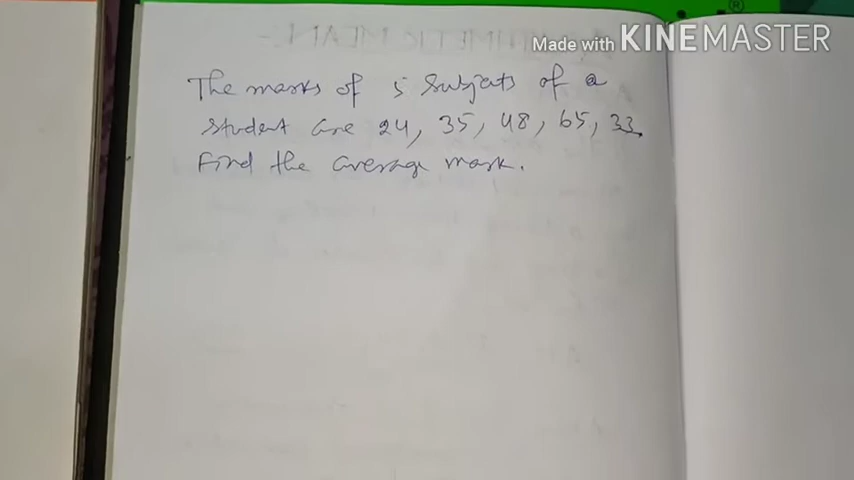 Made with KINEMASTER
The marks of 5 Subjects of a
student are 24, 35, 48, 65, 33.
Find the average mark.